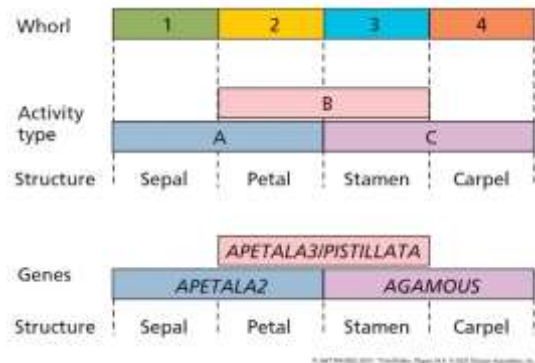 Whorl 1 2 3 4
B
Activity type A C
Structure Sepal Petal Stamen Carpel
APETALA3/PISTILLATA
Genes APETALA2 AGAMOUS
Structure Sepal Petal Stamen Carpel